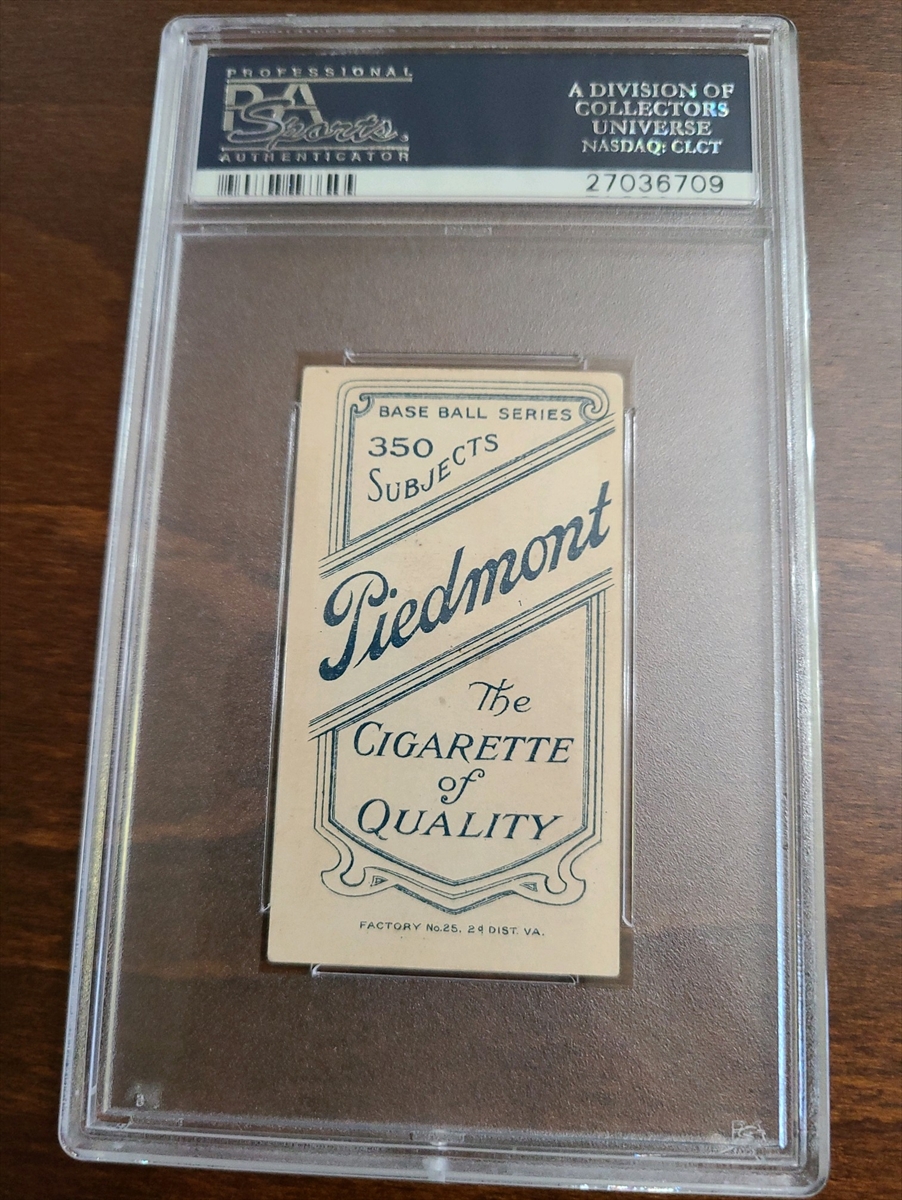 PROFESSIONAL
PSA
Sports
AUTHENTICATOR
A DIVISION OF
COLLECTORS
UNIVERSE
NASDAQ: CLCT
27036709
BASE BALL SERIES
350
SUBJECTS
Piedmont
The
CIGARETTE
of
QUALITY
FACTORY No.25, 2d DIST. VA.